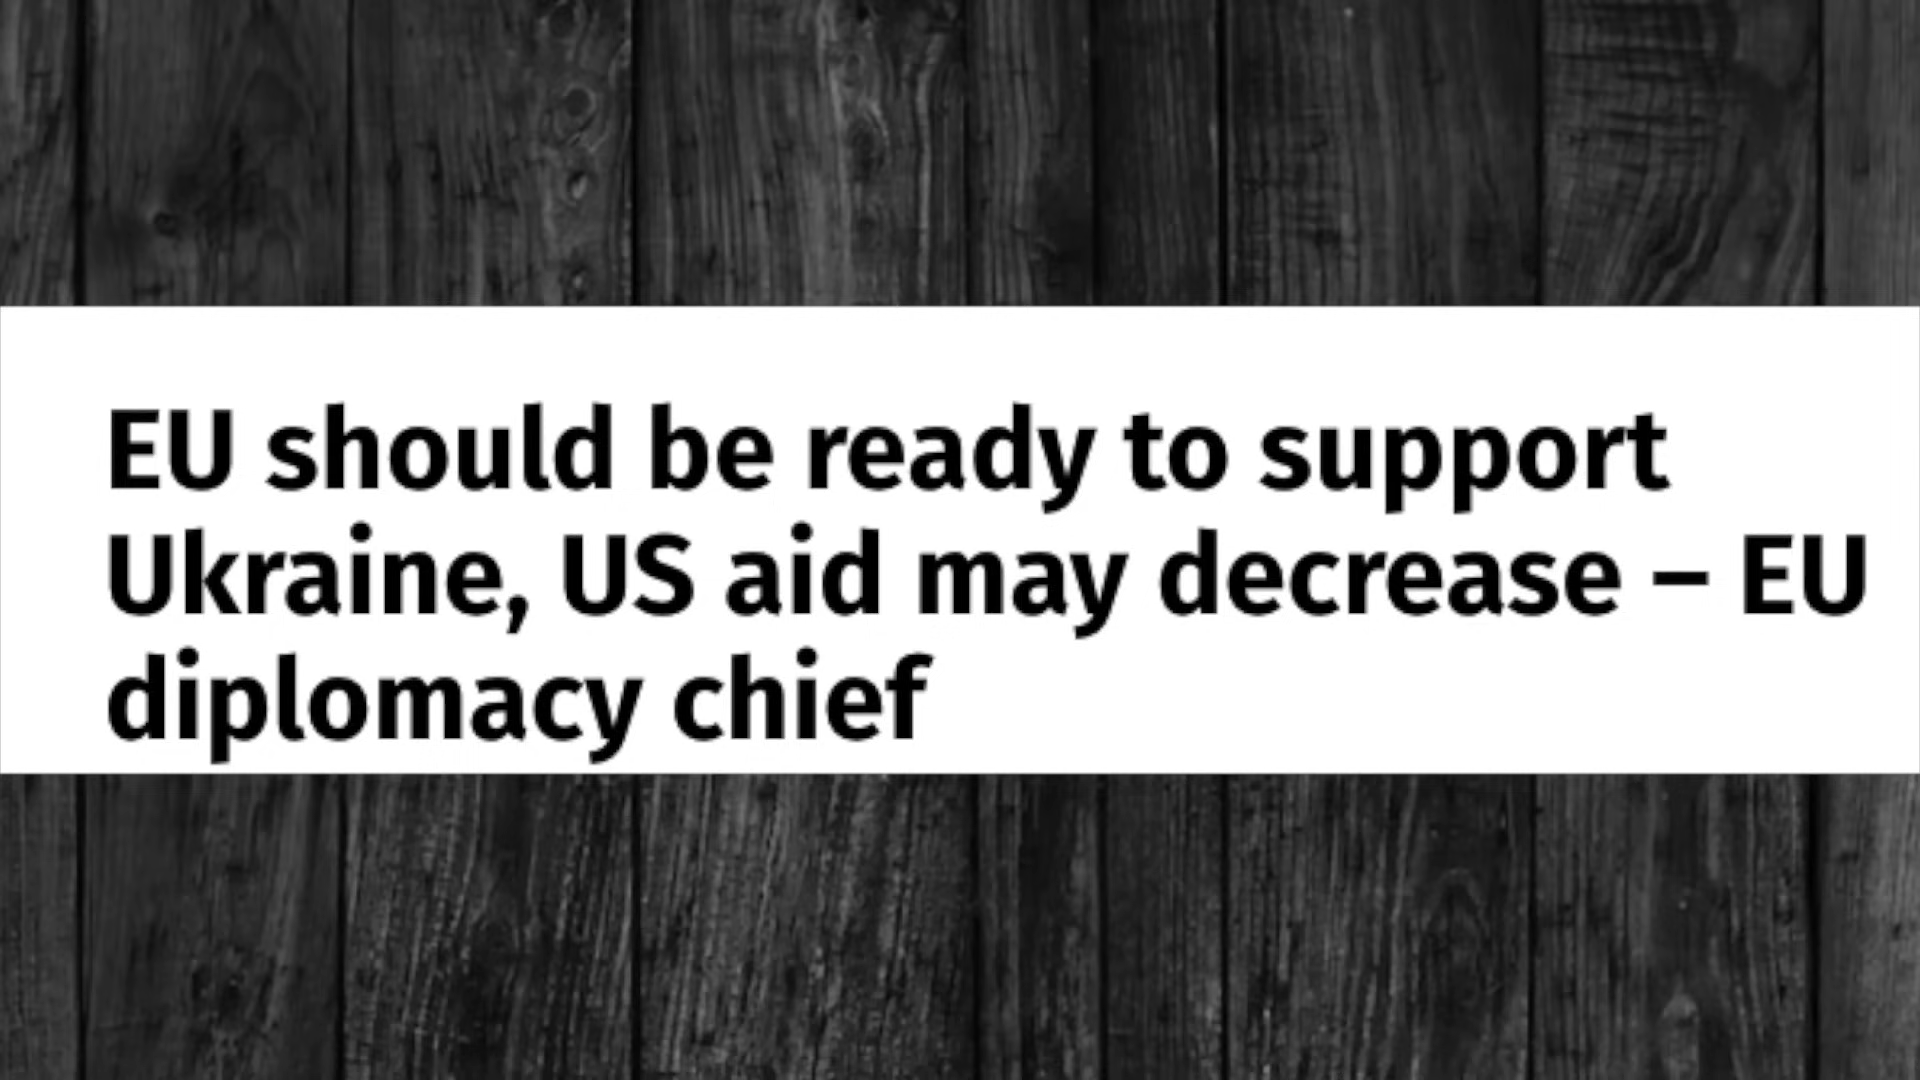 EU should be ready to support
Ukraine, US aid may decrease – EU
diplomacy chief